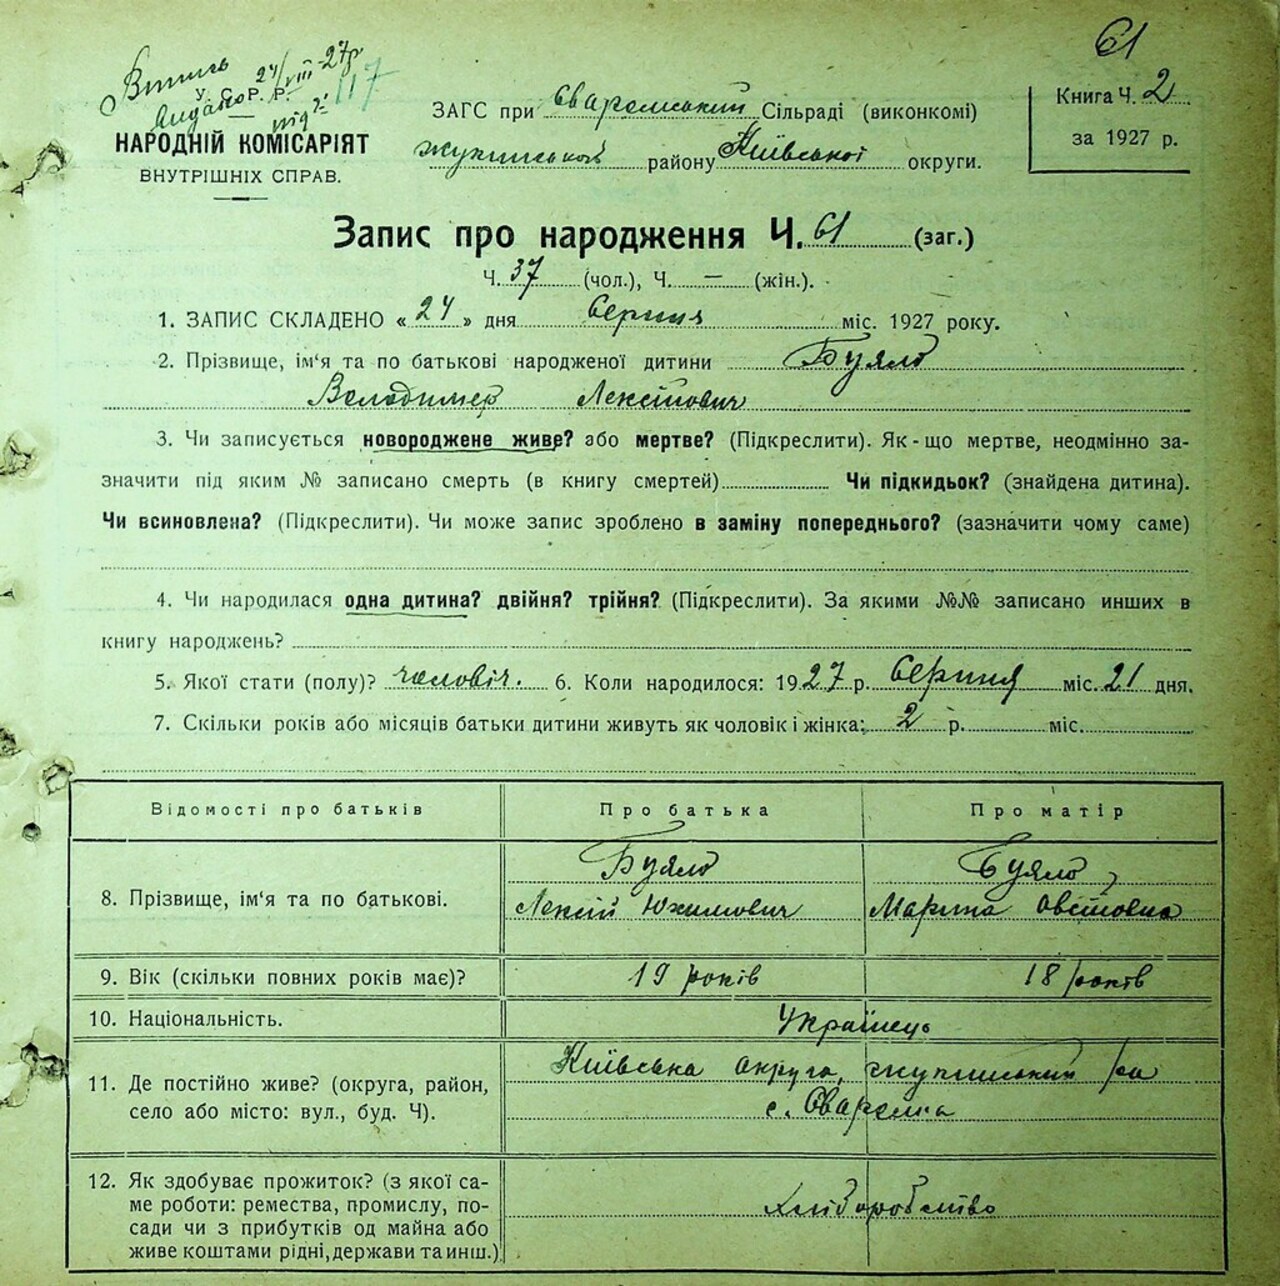 61
Витись 24/VIII-27р
У. С. Р. Р.
видано під ч. 117
НАРОДНІЙ КОМІСАРІЯТ
ВНУТРІШНІХ СПРАВ.
ЗАГС при Сваромський Сільраді (виконкомі)
жукинського району Київської округи.
Книга Ч. 2
за 1927 р.
Запис про народження Ч. 61 (заг.)
Ч. 37 (чол.), Ч. — (жін.).
1. ЗАПИС СКЛАДЕНО « 24 » дня Серпня міс. 1927 року.
2. Прізвище, ім‘я та по батькові народженої дитини Буяло
Володимер Лексійович
3. Чи записується новороджене живе? або мертве? (Підкреслити). Як-що мертве, неодмінно за-
значити під яким № записано смерть (в книгу смертей) Чи підкидьок? (знайдена дитина).
Чи всиновлена? (Підкреслити). Чи може запис зроблено в заміну попереднього? (зазначити чому саме)
4. Чи народилася одна дитина? двійня? трійня? (Підкреслити). За якими №№ записано инших в
книгу народжень?
5. Якої стати (полу)? чоловіч. 6. Коли народилося: 1927 р. Серпня міс. 21 дня.
7. Скільки років або місяців батьки дитини живуть як чоловік і жінка: 2 р. міс.
Відомості про батьків Про батька Про матір
8. Прізвище, ім‘я та по батькові. Буяло Буяло
Лексій Юхимович Марина Овсіовна
9. Вік (скільки повних років має)? 19 років 18 років
10. Національність. Українець
11. Де постійно живе? (округа, район, Київська округа, жукинський р-н
село або місто: вул., буд. Ч). с. Сваромя
12. Як здобуває прожиток? (з якої са-
ме роботи: ремества, промислу, по- Хліборобство
сади чи з прибутків од майна або
живе коштами рідні, держави та инш.)